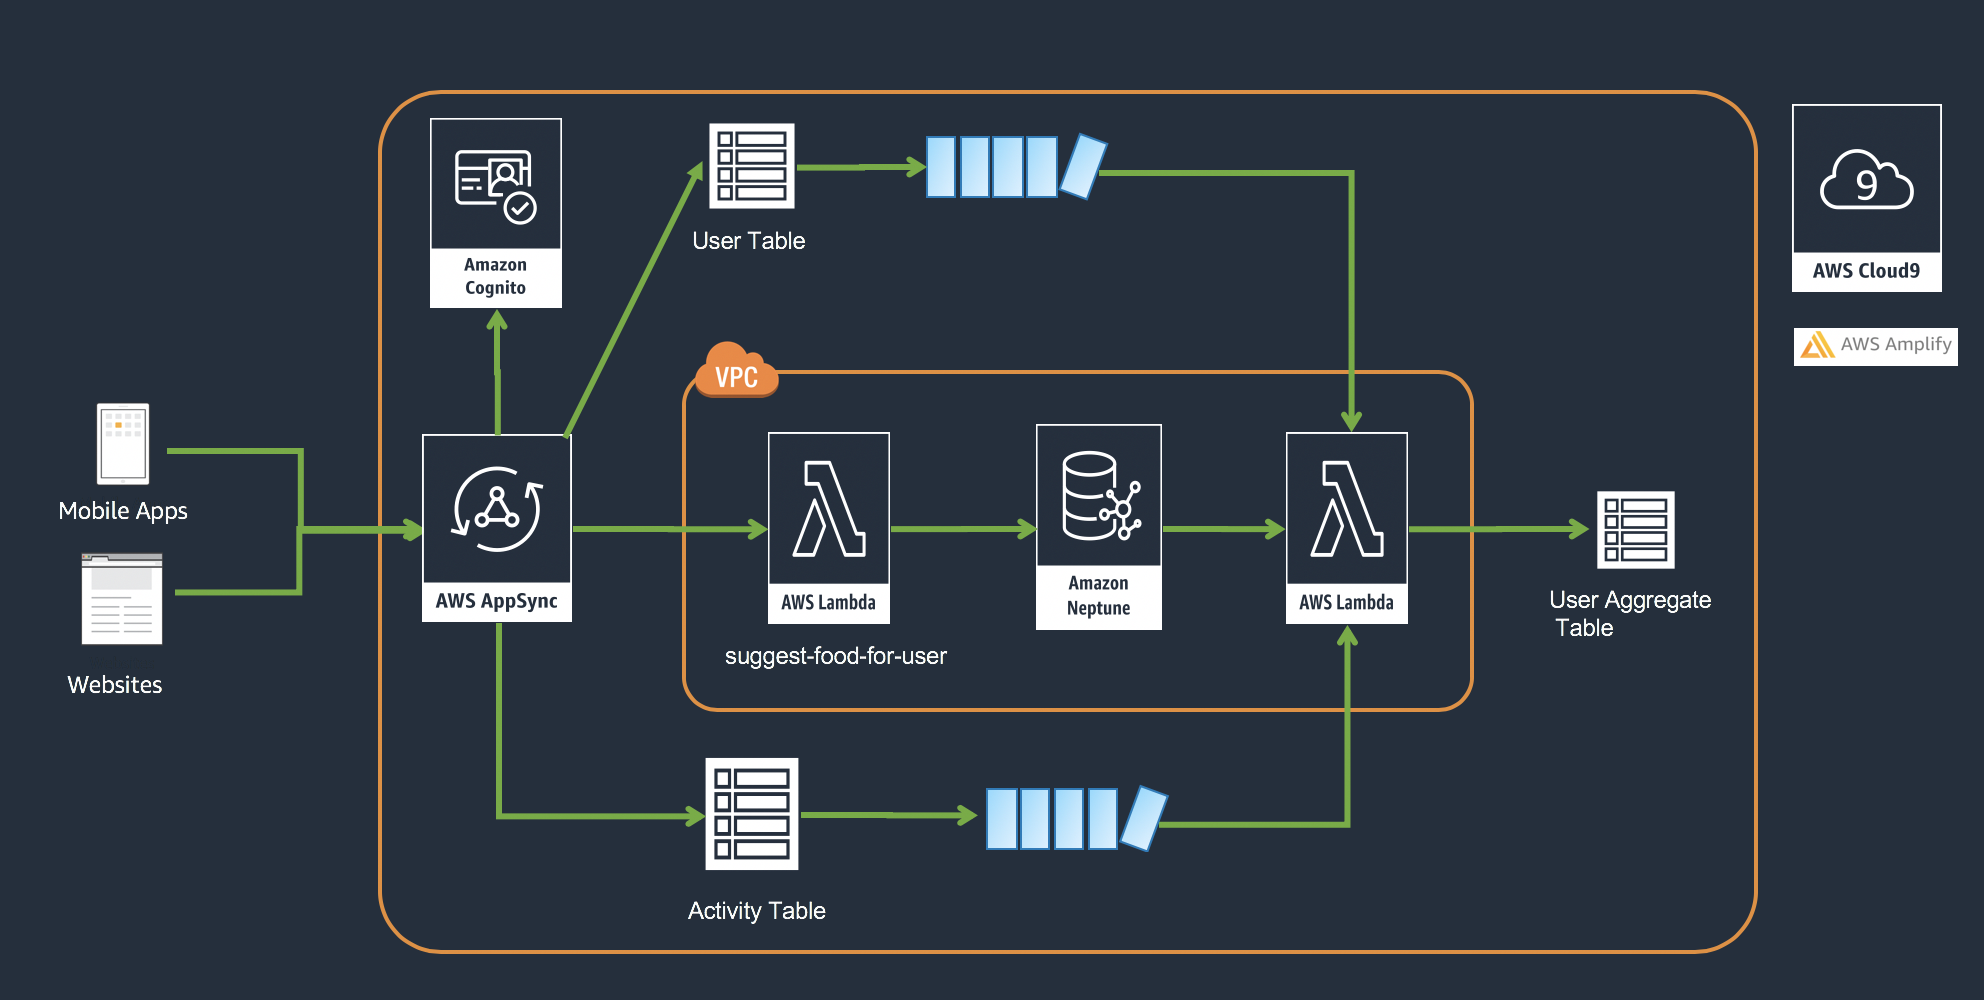 Amazon
Cognito
User Table
9
AWS Cloud9
AWS Amplify
VPC
Mobile Apps
Websites
AWS AppSync
AWS Lambda
suggest-food-for-user
Amazon
Neptune
AWS Lambda
User Aggregate
Table
Activity Table